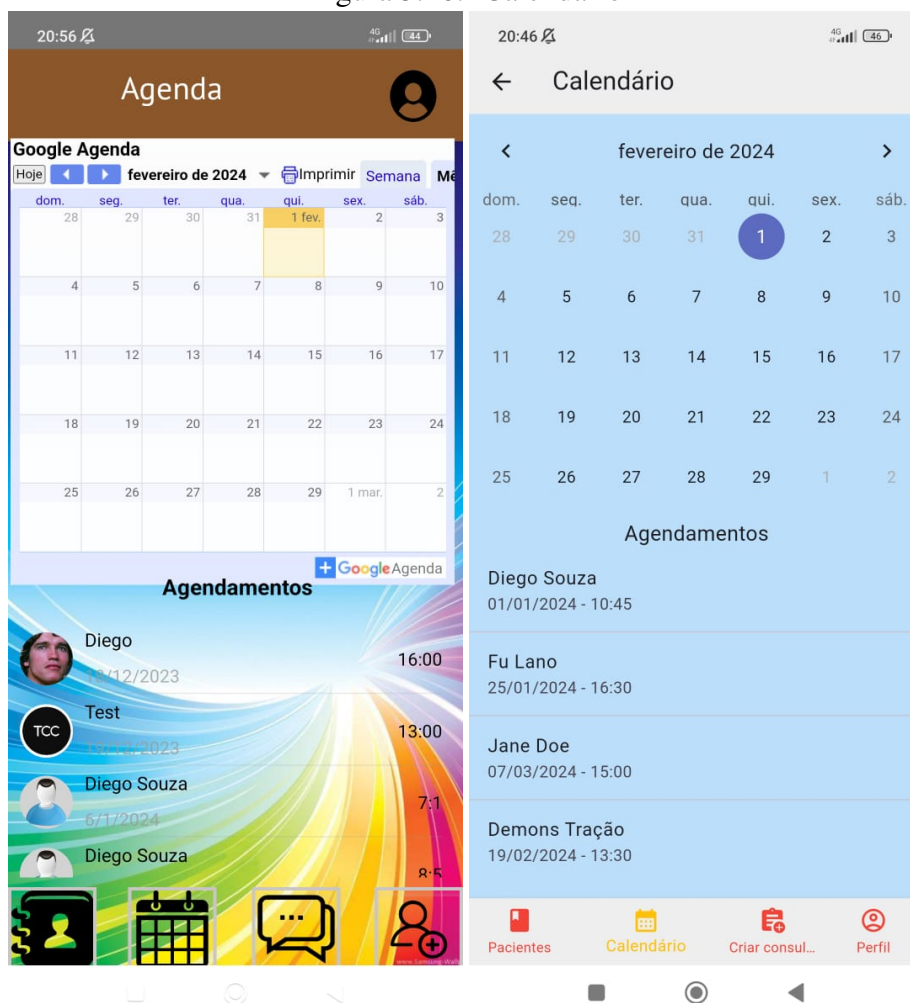 20:56
4G
44
Agenda
Google Agenda
Hoje
fevereiro de 2024
Imprimir
Semana
dom. seg. ter. qua. qui. sex. sáb.
28 29 30 31 1 fev. 2 3
4 5 6 7 8 9 10
11 12 13 14 15 16 17
18 19 20 21 22 23 24
25 26 27 28 29 1 mar. 2
Google Agenda
Agendamentos
Diego
16:00
Test
TCC
13:00
Diego Souza
7:1
6/1/2024
Diego Souza
8:5
20:46
4G
46
Calendário
fevereiro de 2024
dom. seg. ter. qua. qui. sex. sáb.
28 29 30 31 1 2 3
4 5 6 7 8 9 10
11 12 13 14 15 16 17
18 19 20 21 22 23 24
25 26 27 28 29 1 2
Agendamentos
Diego Souza
01/01/2024 - 10:45
Fu Lano
25/01/2024 - 16:30
Jane Doe
07/03/2024 - 15:00
Demons Tração
19/02/2024 - 13:30
Pacientes
Calendário
Criar consul...
Perfil